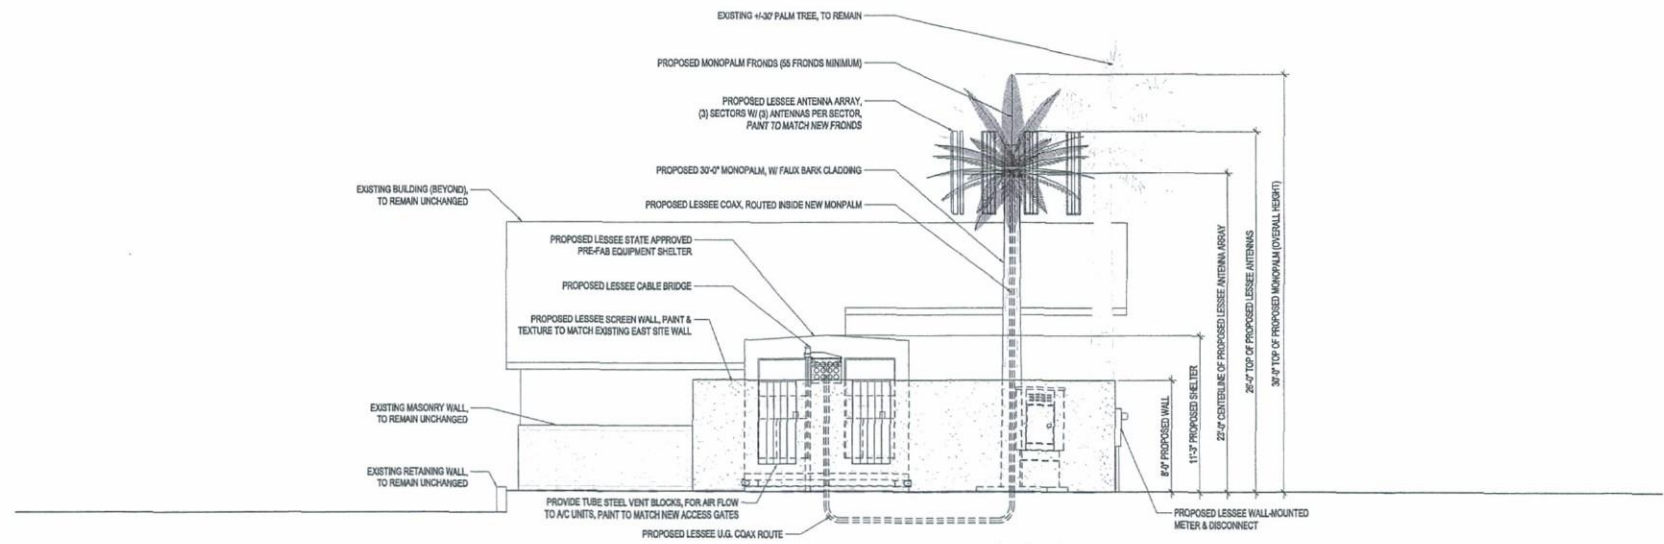 EXISTING +/-30' PALM TREE, TO REMAIN
PROPOSED MONOPALM FRONDS (55 FRONDS MINIMUM)
PROPOSED LESSEE ANTENNA ARRAY,
(3) SECTORS W/ (3) ANTENNAS PER SECTOR,
PAINT TO MATCH NEW FRONDS
PROPOSED 30'-0" MONOPALM, W/ FAUX BARK CLADDING
EXISTING BUILDING (BEYOND),
TO REMAIN UNCHANGED
PROPOSED LESSEE COAX, ROUTED INSIDE NEW MONPALM
PROPOSED LESSEE STATE APPROVED
PRE-FAB EQUIPMENT SHELTER
PROPOSED LESSEE CABLE BRIDGE
PROPOSED LESSEE SCREEN WALL, PAINT &
TEXTURE TO MATCH EXISTING EAST SITE WALL
EXISTING MASONRY WALL,
TO REMAIN UNCHANGED
EXISTING RETAINING WALL,
TO REMAIN UNCHANGED
PROVIDE TUBE STEEL VENT BLOCKS, FOR AIR FLOW
TO A/C UNITS, PAINT TO MATCH NEW ACCESS GATES
PROPOSED LESSEE U.G. COAX ROUTE
8'-0" PROPOSED WALL
11'-3" PROPOSED SHELTER
23'-0" CENTERLINE OF PROPOSED LESSEE ANTENNA ARRAY
26'-0" TOP OF PROPOSED LESSEE ANTENNAS
30'-0" TOP OF PROPOSED MONOPALM (OVERALL HEIGHT)
PROPOSED LESSEE WALL-MOUNTED
METER & DISCONNECT